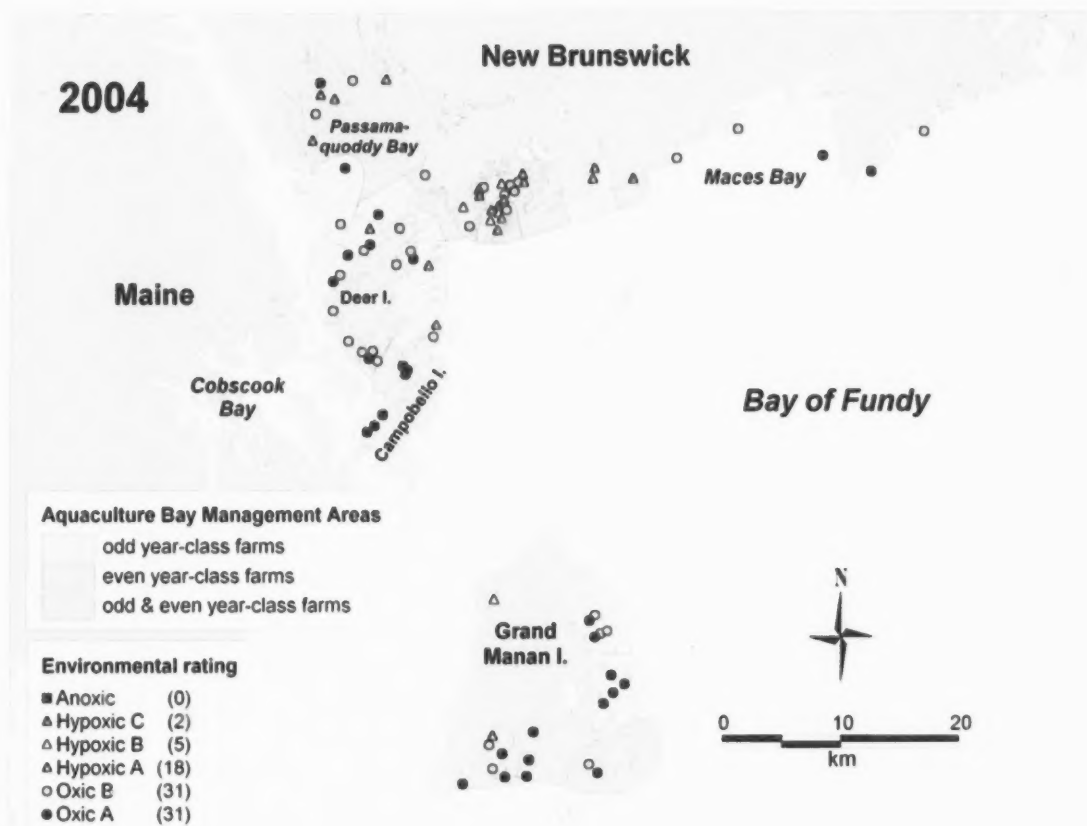 New Brunswick
2004
Passama-
quoddy Bay
Maces Bay
Maine
Deer I.
Cobscook
Bay
Campobello I.
Bay of Fundy
Aquaculture Bay Management Areas
odd year-class farms
even year-class farms
odd & even year-class farms
Grand
Manan I.
N
Environmental rating
Anoxic (0)
Hypoxic C (2)
Hypoxic B (5)
Hypoxic A (18)
Oxic B (31)
Oxic A (31)
0 10 20
km